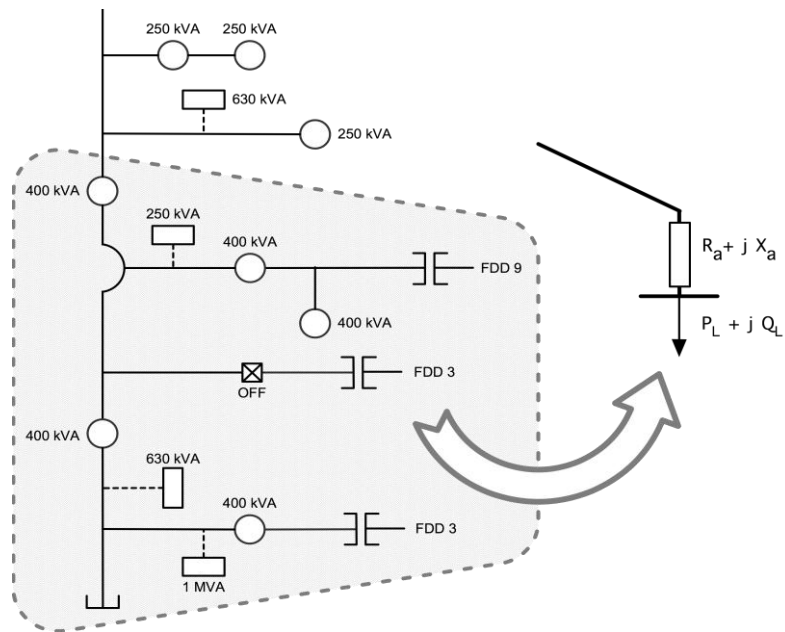 250 kVA
250 kVA
630 kVA
250 kVA
400 kVA
250 kVA
400 kVA
FDD 9
400 kVA
OFF
FDD 3
400 kVA
630 kVA
400 kVA
FDD 3
1 MVA
Ra + j Xa
PL + j QL